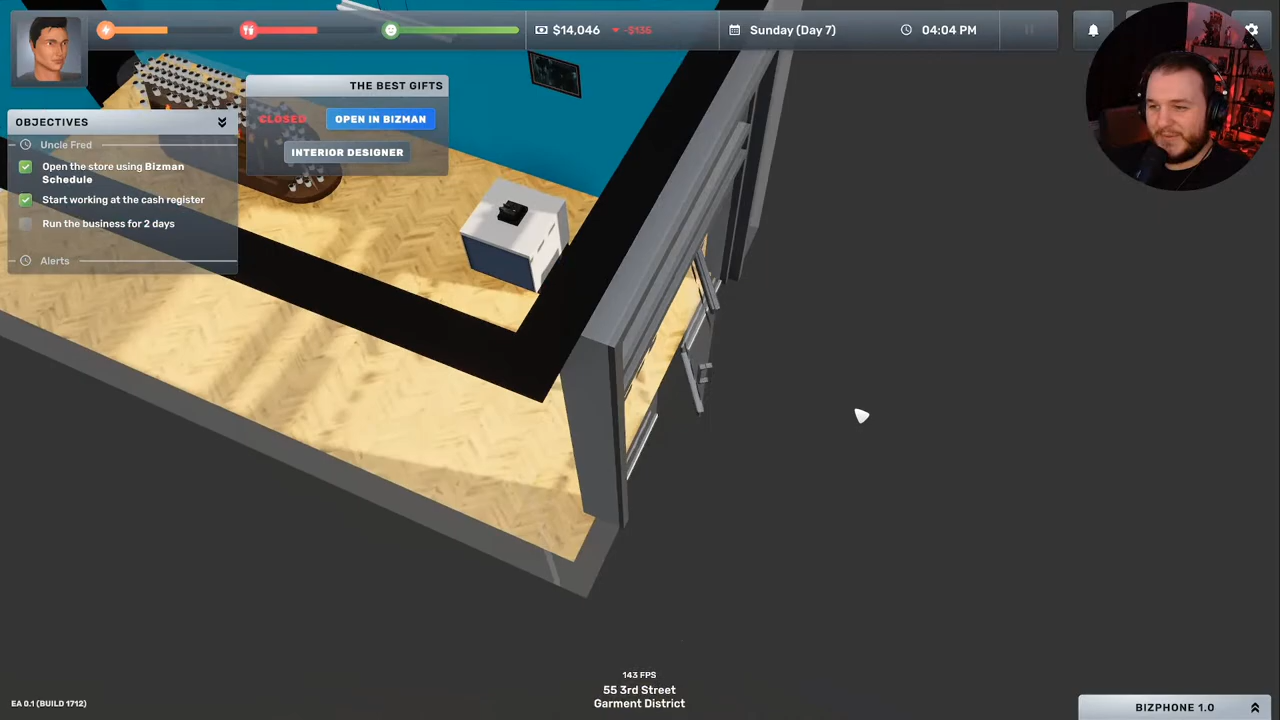 $14,046 -$136
Sunday (Day 7)
04:04 PM
THE BEST GIFTS
CLOSED
OPEN IN BIZMAN
INTERIOR DESIGNER
OBJECTIVES
Uncle Fred
Open the store using Bizman
Schedule
Start working at the cash register
Run the business for 2 days
Alerts
143 FPS
55 3rd Street
Garment District
EA 0.1 (BUILD 1712)
BIZPHONE 1.0